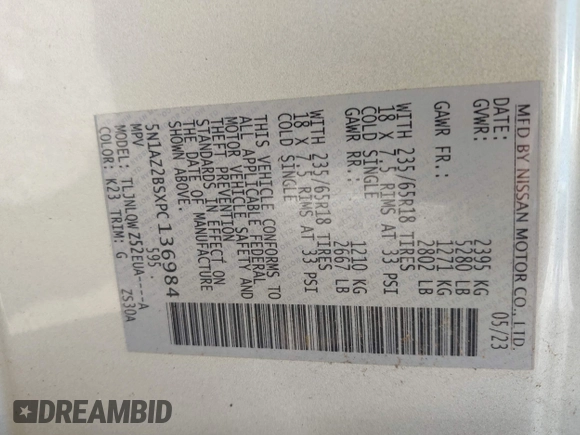 MFD BY NISSAN MOTOR CO., LTD.
DATE: 05/23
GVWR: 2395 KG
5280 LB
GAWR FR.: 1271 KG
2802 LB
WITH 235/65R18 TIRES
18 X 7.5 RIMS AT 33 PSI
COLD SINGLE
GAWR RR.: 1210 KG
2667 LB
WITH 235/65R18 TIRES
18 X 7.5 RIMS AT 33 PSI
COLD SINGLE
THIS VEHICLE CONFORMS TO
ALL APPLICABLE FEDERAL
MOTOR VEHICLE SAFETY AND
THEFT PREVENTION
STANDARDS IN EFFECT ON
THE DATE OF MANUFACTURE
SHOWN ABOVE.
5N1AZ2BSXPC136984
MPV 595
MODEL: TLJNLQW Z52EUA----A
COLOR: K23 TRIM: G ZS30A
DREAMBID